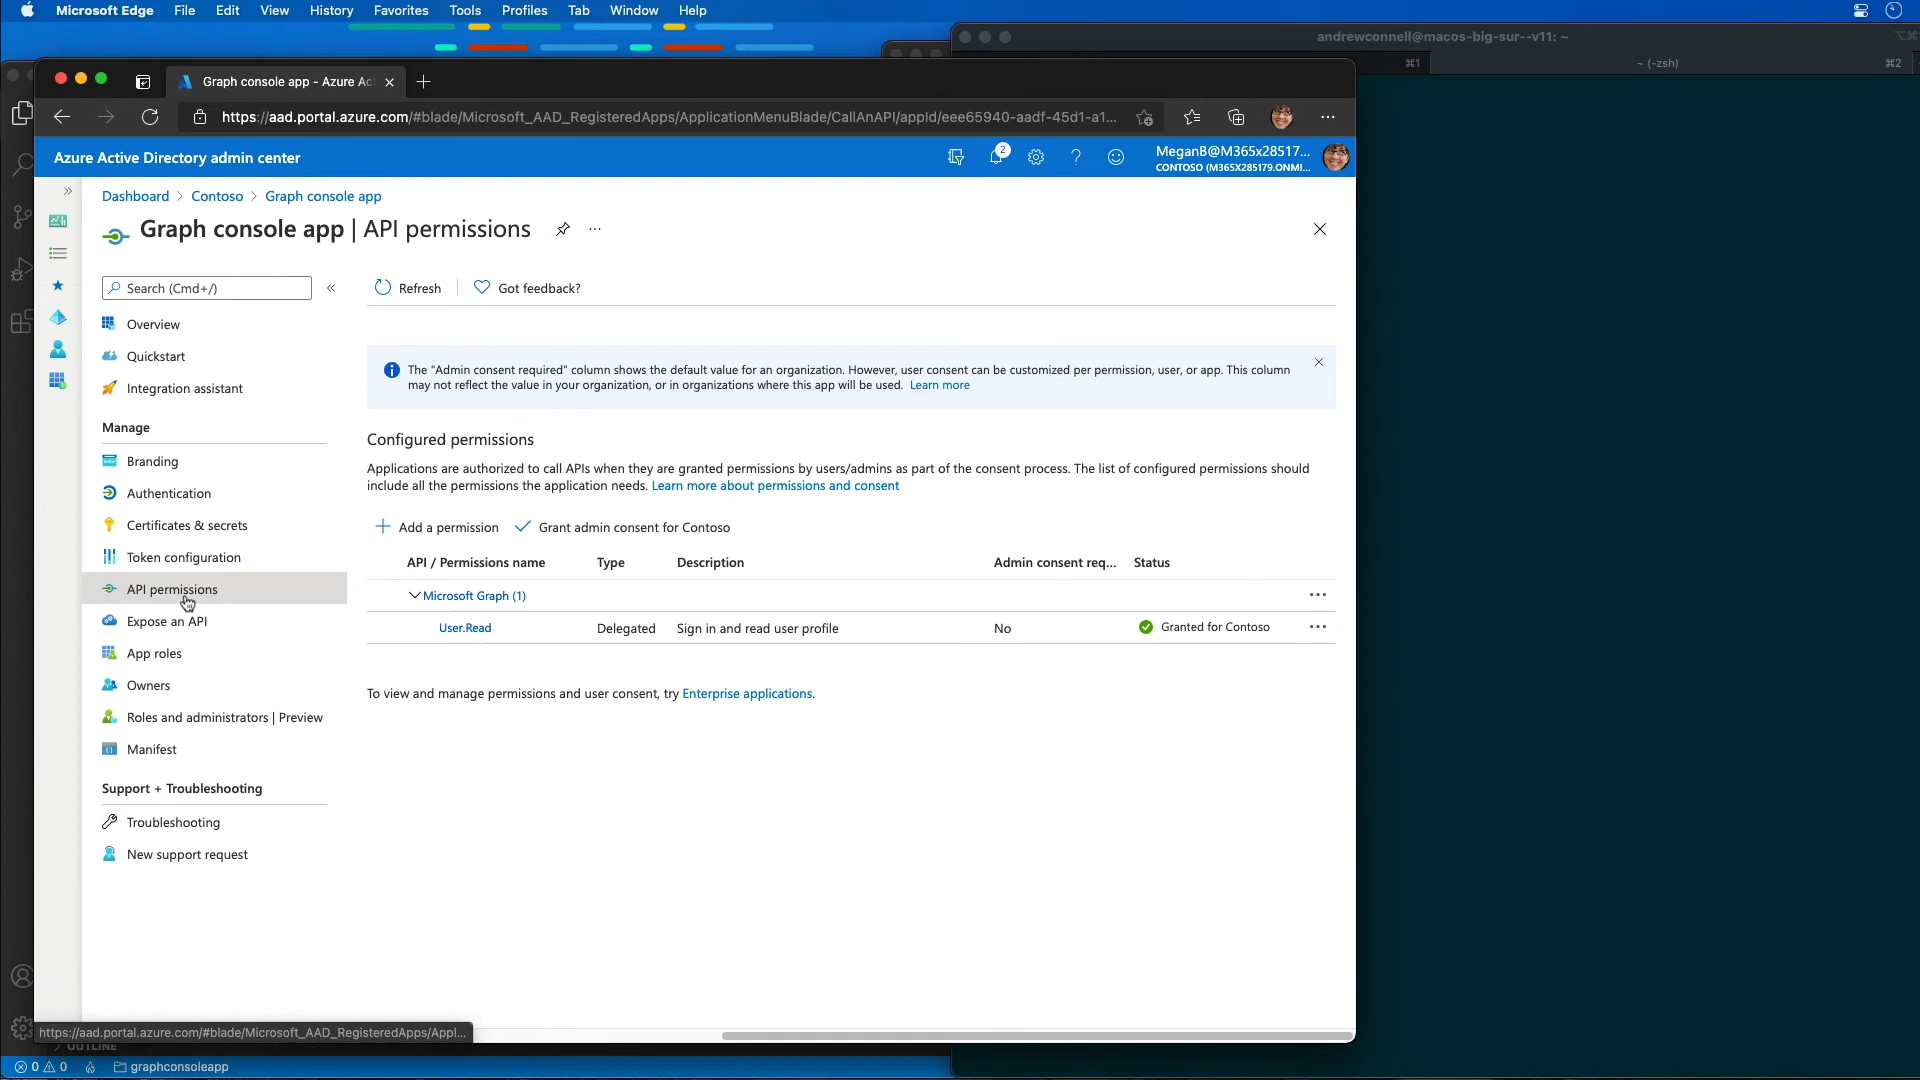 Microsoft Edge File Edit View History Favorites Tools Profiles Tab Window Help
andrewconnell@macos-big-sur--v11: ~
⌘1 ~ (-zsh) ⌘2
Graph console app - Azure Ac
https://aad.portal.azure.com/#blade/Microsoft_AAD_RegisteredApps/ApplicationMenuBlade/CallAnAPI/appId/eee65940-aadf-45d1-a1...
Azure Active Directory admin center
2
MeganB@M365x28517...
CONTOSO (M365X285179.ONMI...
Dashboard > Contoso > Graph console app
Graph console app | API permissions
Search (Cmd+/)
Refresh
Got feedback?
Overview
Quickstart
Integration assistant
Manage
Branding
Authentication
Certificates & secrets
Token configuration
API permissions
Expose an API
App roles
Owners
Roles and administrators | Preview
Manifest
Support + Troubleshooting
Troubleshooting
New support request
The "Admin consent required" column shows the default value for an organization. However, user consent can be customized per permission, user, or app. This column
may not reflect the value in your organization, or in organizations where this app will be used. Learn more
Configured permissions
Applications are authorized to call APIs when they are granted permissions by users/admins as part of the consent process. The list of configured permissions should
include all the permissions the application needs. Learn more about permissions and consent
Add a permission
Grant admin consent for Contoso
API / Permissions name Type Description Admin consent req... Status
Microsoft Graph (1)
User.Read Delegated Sign in and read user profile No Granted for Contoso
To view and manage permissions and user consent, try Enterprise applications.
https://aad.portal.azure.com/#blade/Microsoft_AAD_RegisteredApps/Appl...
OUTLINE
0 0 graphconsoleapp